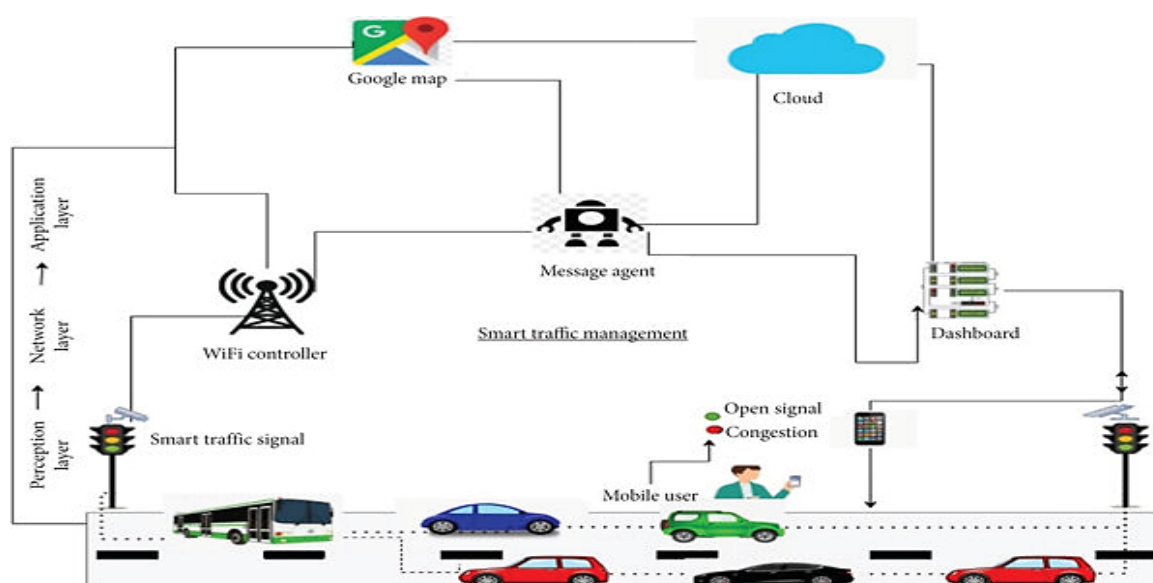 G
Google map
Cloud
Message agent
WiFi controller
Smart traffic management
Dashboard
Application
layer
Network
layer
Perception
layer
Smart traffic signal
Open signal
Congestion
Mobile user